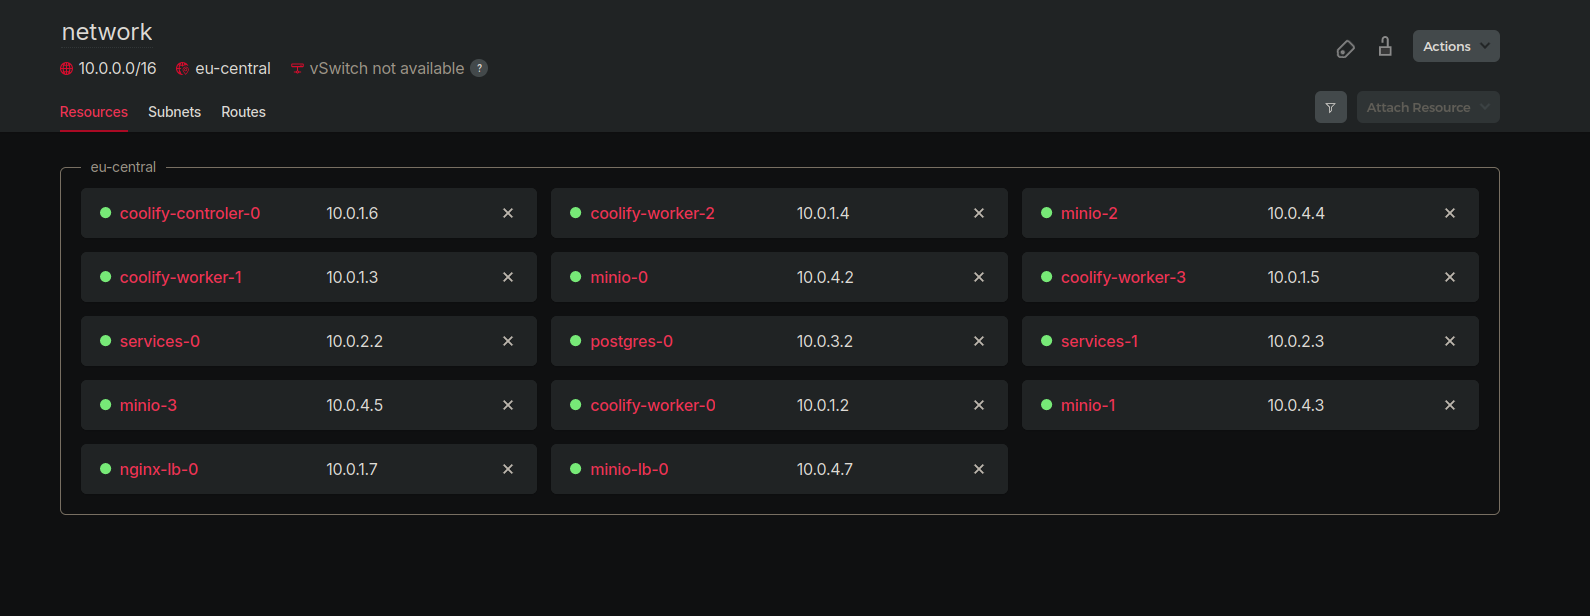 network
10.0.0.0/16 eu-central vSwitch not available ?
Actions
Resources Subnets Routes
Attach Resource
eu-central
coolify-controler-0 10.0.1.6 coolify-worker-2 10.0.1.4 minio-2 10.0.4.4
coolify-worker-1 10.0.1.3 minio-0 10.0.4.2 coolify-worker-3 10.0.1.5
services-0 10.0.2.2 postgres-0 10.0.3.2 services-1 10.0.2.3
minio-3 10.0.4.5 coolify-worker-0 10.0.1.2 minio-1 10.0.4.3
nginx-lb-0 10.0.1.7 minio-lb-0 10.0.4.7